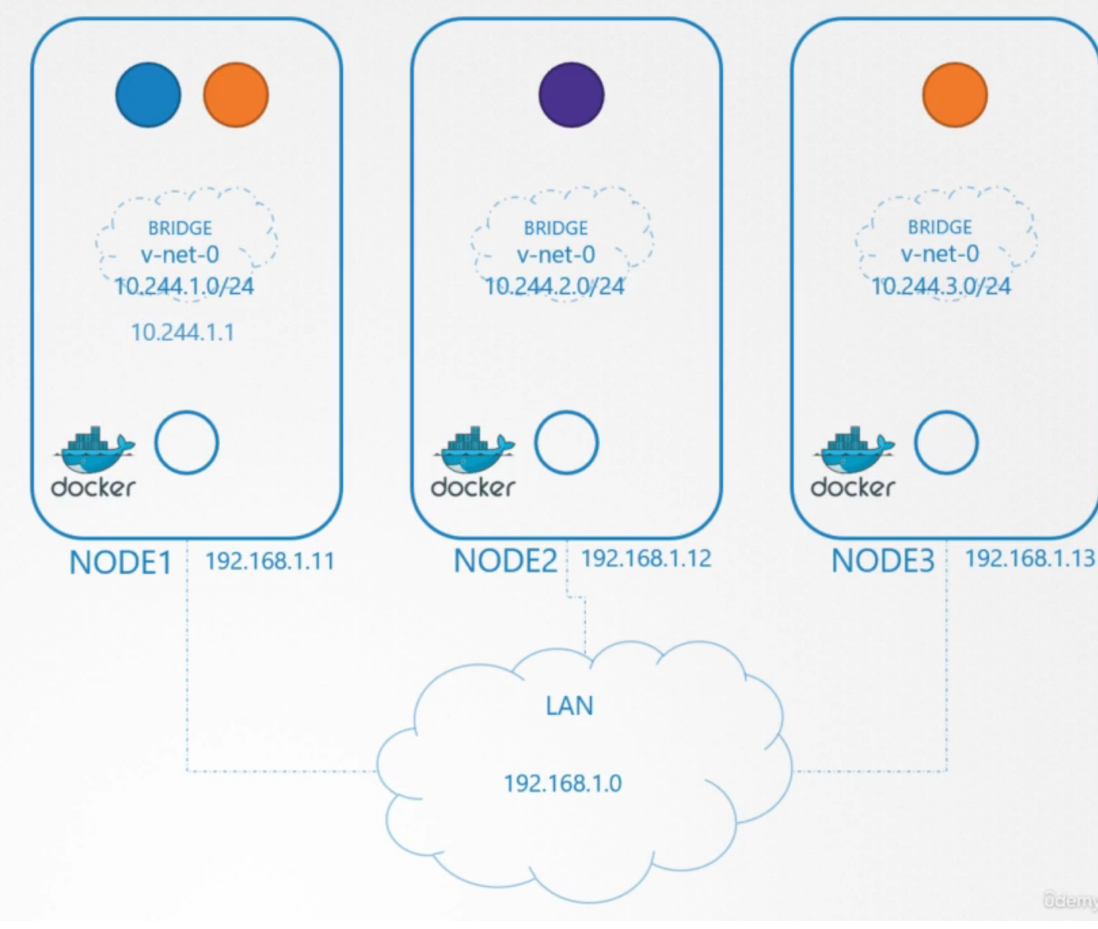 BRIDGE
v-net-0
10.244.1.0/24
10.244.1.1
docker
NODE1
192.168.1.11
BRIDGE
v-net-0
10.244.2.0/24
docker
NODE2
192.168.1.12
BRIDGE
v-net-0
10.244.3.0/24
docker
NODE3
192.168.1.13
LAN
192.168.1.0
ûdemy